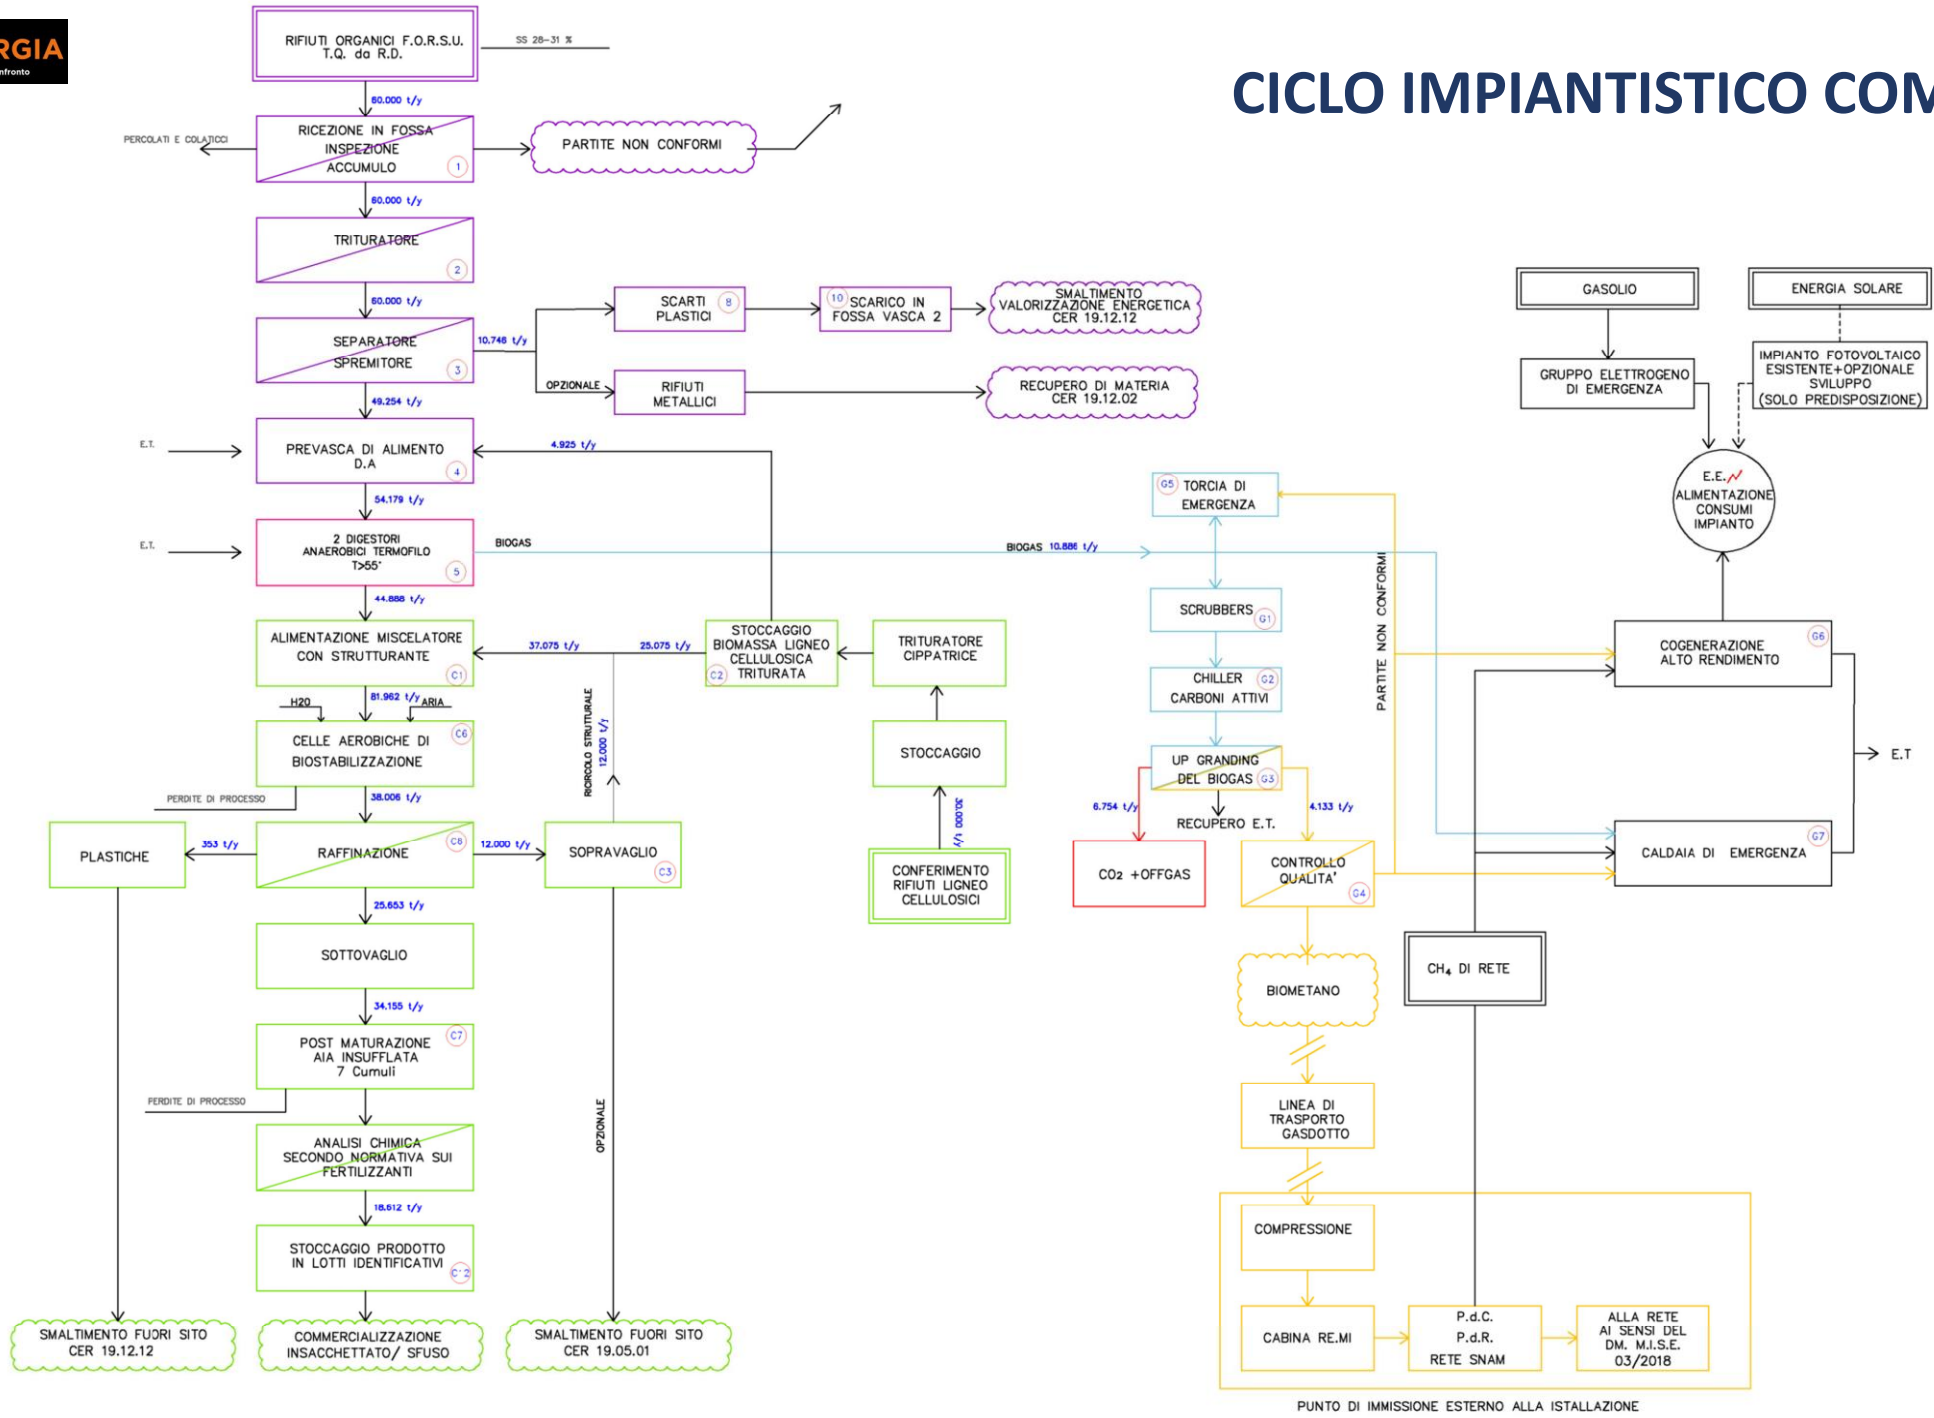 RGIA
nfronto
CICLO IMPIANTISTICO COM
RIFIUTI ORGANICI F.O.R.S.U.
T.Q. da R.D.
SS 28-31 %
60.000 t/y
PERCOLATI E COLATICCI
RICEZIONE IN FOSSA
INSPEZIONE
ACCUMULO
1
PARTITE NON CONFORMI
60.000 t/y
TRITURATORE
2
60.000 t/y
SEPARATORE
SPREMITORE
3
10.746 t/y
SCARTI
PLASTICI
8
10
SCARICO IN
FOSSA VASCA 2
SMALTIMENTO
VALORIZZAZIONE ENERGETICA
CER 19.12.12
OPZIONALE
RIFIUTI
METALLICI
RECUPERO DI MATERIA
CER 19.12.02
49.254 t/y
E.T.
PREVASCA DI ALIMENTO
D.A
4
4.925 t/y
54.179 t/y
E.T.
2 DIGESTORI
ANAEROBICI TERMOFILO
T>55°
5
BIOGAS
BIOGAS 10.886 t/y
44.888 t/y
ALIMENTAZIONE MISCELATORE
CON STRUTTURANTE
C1
37.075 t/y
25.075 t/y
STOCCAGGIO
BIOMASSA LIGNEO
CELLULOSICA
TRITURATA
C2
TRITURATORE
CIPPATRICE
81.962 t/y
H2O
ARIA
CELLE AEROBICHE DI
BIOSTABILIZZAZIONE
C6
RICIRCOLO STRUTTURALE
12.000 t/y
STOCCAGGIO
30.000 t/y
CONFERIMENTO
RIFIUTI LIGNEO
CELLULOSICI
PERDITE DI PROCESSO
38.006 t/y
PLASTICHE
353 t/y
RAFFINAZIONE
C8
12.000 t/y
SOPRAVAGLIO
C3
25.653 t/y
SOTTOVAGLIO
34.155 t/y
POST MATURAZIONE
AIA INSUFFLATA
7 Cumuli
C7
FERDITE DI PROCESSO
ANALISI CHIMICA
SECONDO NORMATIVA SUI
FERTILIZZANTI
OPZIONALE
18.612 t/y
STOCCAGGIO PRODOTTO
IN LOTTI IDENTIFICATIVI
C12
SMALTIMENTO FUORI SITO
CER 19.12.12
COMMERCIALIZZAZIONE
INSACCHETTATO/ SFUSO
SMALTIMENTO FUORI SITO
CER 19.05.01
G5
TORCIA DI
EMERGENZA
SCRUBBERS
G1
CHILLER
CARBONI ATTIVI
G2
UP GRANDING
DEL BIOGAS
G3
6.754 t/y
RECUPERO E.T.
4.133 t/y
CO2 +OFFGAS
CONTROLLO
QUALITA'
G4
PARTITE NON CONFORMI
BIOMETANO
LINEA DI
TRASPORTO
GASDOTTO
COMPRESSIONE
CABINA RE.MI
P.d.C.
P.d.R.
RETE SNAM
ALLA RETE
AI SENSI DEL
DM. M.I.S.E.
03/2018
PUNTO DI IMMISSIONE ESTERNO ALLA ISTALLAZIONE
CH4 DI RETE
GASOLIO
ENERGIA SOLARE
GRUPPO ELETTROGENO
DI EMERGENZA
IMPIANTO FOTOVOLTAICO
ESISTENTE+OPZIONALE
SVILUPPO
(SOLO PREDISPOSIZIONE)
E.E.
ALIMENTAZIONE
CONSUMI
IMPIANTO
COGENERAZIONE
ALTO RENDIMENTO
G6
E.T
CALDAIA DI EMERGENZA
G7